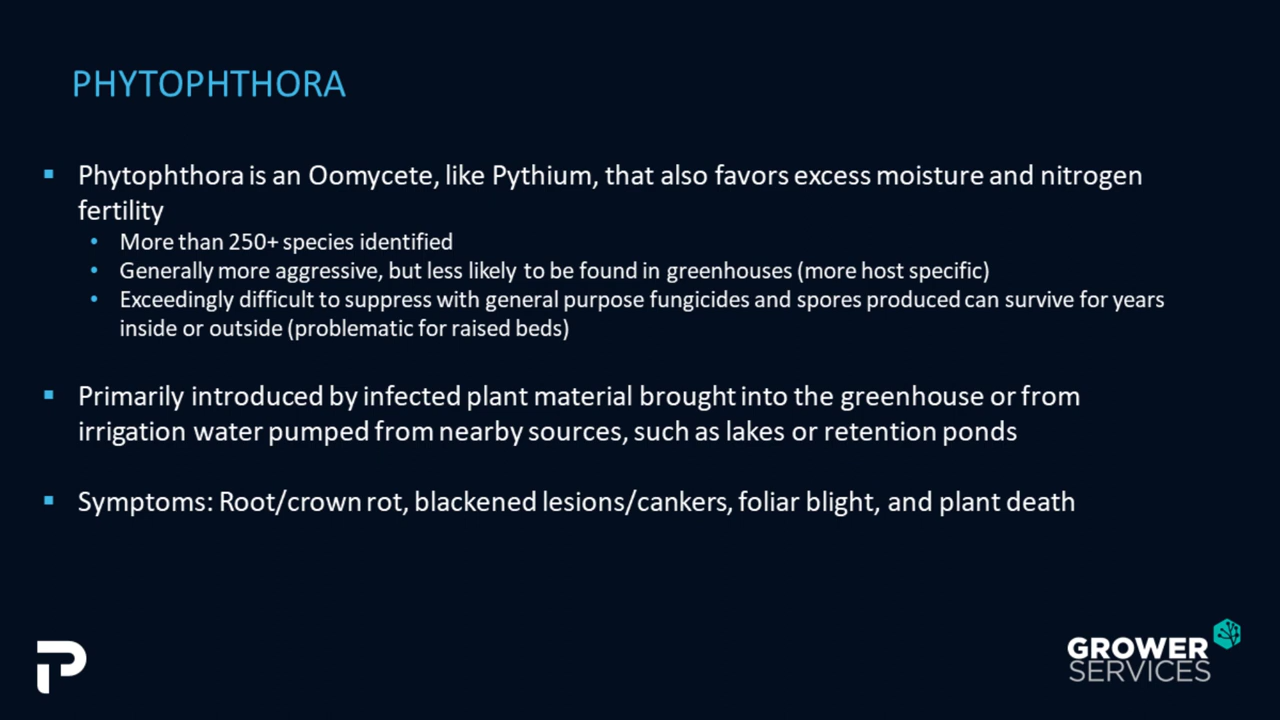 PHYTOPHTHORA
Phytophthora is an Oomycete, like Pythium, that also favors excess moisture and nitrogen
fertility
More than 250+ species identified
Generally more aggressive, but less likely to be found in greenhouses (more host specific)
Exceedingly difficult to suppress with general purpose fungicides and spores produced can survive for years
inside or outside (problematic for raised beds)
Primarily introduced by infected plant material brought into the greenhouse or from
irrigation water pumped from nearby sources, such as lakes or retention ponds
Symptoms: Root/crown rot, blackened lesions/cankers, foliar blight, and plant death
P
GROWER
SERVICES